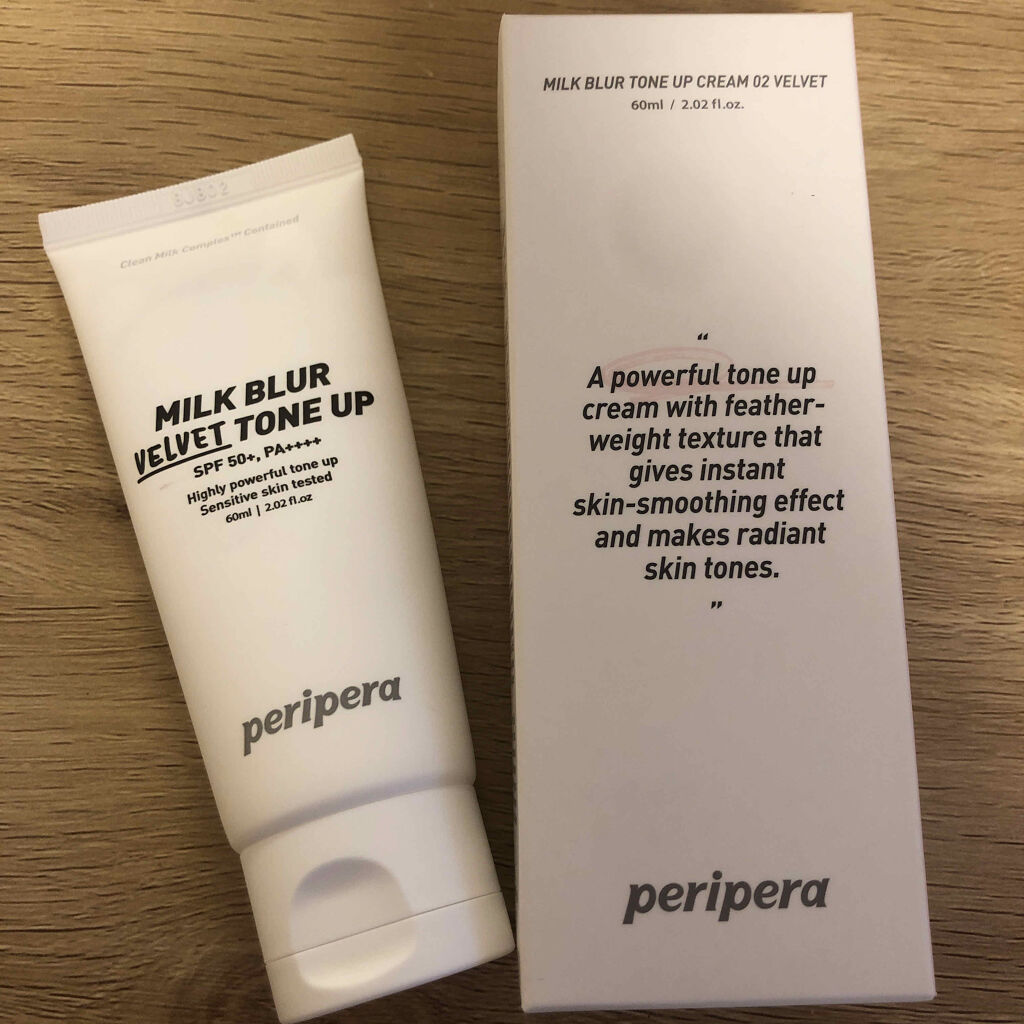 Clean Milk Complex™ Contained
MILK BLUR
VELVET TONE UP
SPF 50+, PA++++
Highly powerful tone up
Sensitive skin tested
60ml | 2.02 fl.oz
peripera
MILK BLUR TONE UP CREAM 02 VELVET
60ml / 2.02 fl.oz.
“
A powerful tone up
cream with feather-
weight texture that
gives instant
skin-smoothing effect
and makes radiant
skin tones.
”
peripera